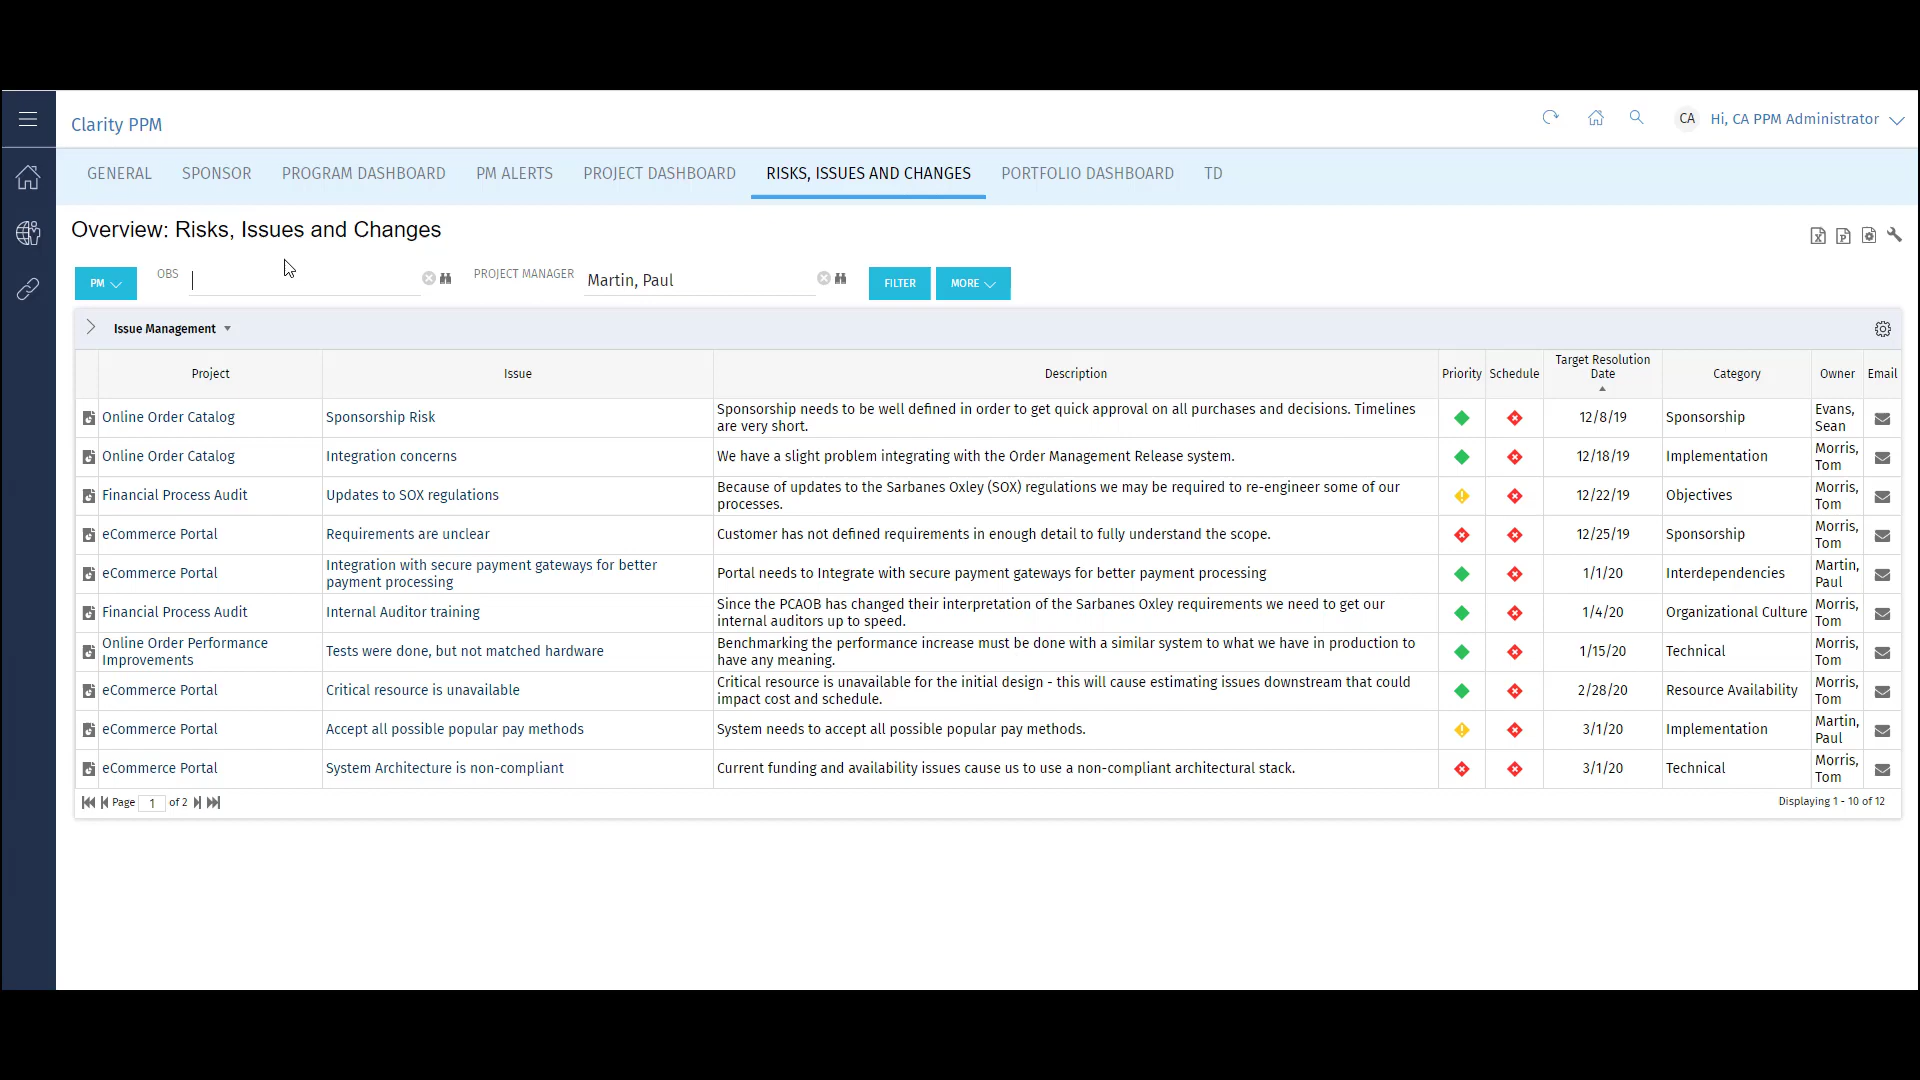 Clarity PPM
CA Hi, CA PPM Administrator
GENERAL SPONSOR PROGRAM DASHBOARD PM ALERTS PROJECT DASHBOARD RISKS, ISSUES AND CHANGES PORTFOLIO DASHBOARD TD
Overview: Risks, Issues and Changes
PM OBS PROJECT MANAGER Martin, Paul FILTER MORE
Issue Management
Project Issue Description Priority Schedule Target Resolution Date Category Owner Email
Online Order Catalog Sponsorship Risk Sponsorship needs to be well defined in order to get quick approval on all purchases and decisions. Timelines are very short. 12/8/19 Sponsorship Evans, Sean
Online Order Catalog Integration concerns We have a slight problem integrating with the Order Management Release system. 12/18/19 Implementation Morris, Tom
Financial Process Audit Updates to SOX regulations Because of updates to the Sarbanes Oxley (SOX) regulations we may be required to re-engineer some of our processes. 12/22/19 Objectives Morris, Tom
eCommerce Portal Requirements are unclear Customer has not defined requirements in enough detail to fully understand the scope. 12/25/19 Sponsorship Morris, Tom
eCommerce Portal Integration with secure payment gateways for better payment processing Portal needs to Integrate with secure payment gateways for better payment processing 1/1/20 Interdependencies Martin, Paul
Financial Process Audit Internal Auditor training Since the PCAOB has changed their interpretation of the Sarbanes Oxley requirements we need to get our internal auditors up to speed. 1/4/20 Organizational Culture Morris, Tom
Online Order Performance Improvements Tests were done, but not matched hardware Benchmarking the performance increase must be done with a similar system to what we have in production to have any meaning. 1/15/20 Technical Morris, Tom
eCommerce Portal Critical resource is unavailable Critical resource is unavailable for the initial design - this will cause estimating issues downstream that could impact cost and schedule. 2/28/20 Resource Availability Morris, Tom
eCommerce Portal Accept all possible popular pay methods System needs to accept all possible popular pay methods. 3/1/20 Implementation Martin, Paul
eCommerce Portal System Architecture is non-compliant Current funding and availability issues cause us to use a non-compliant architectural stack. 3/1/20 Technical Morris, Tom
Page 1 of 2 Displaying 1 - 10 of 12